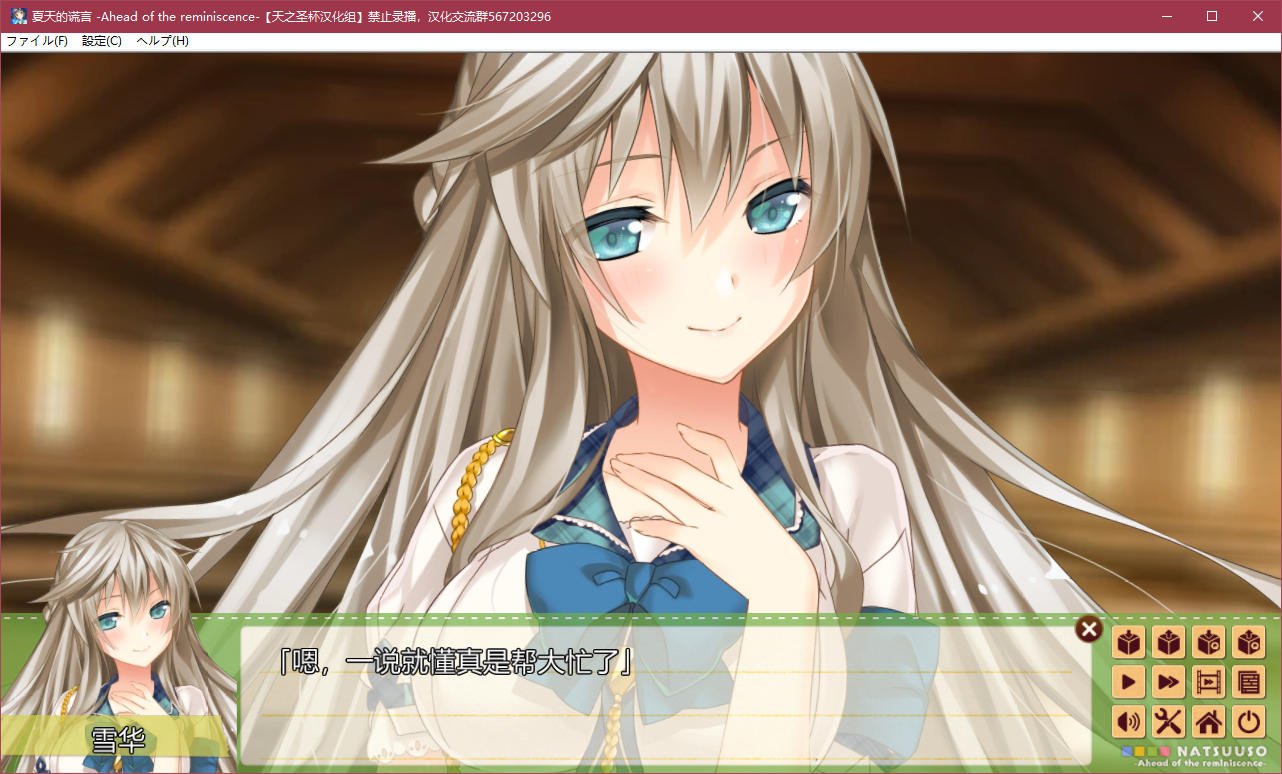 夏天的谎言 -Ahead of the reminiscence-【天之圣杯汉化组】禁止录播，汉化交流群567203296
ファイル(F) 設定(C) ヘルプ(H)
「嗯，一说就懂真是帮大忙了」
雪华
NATSUUSO
-Ahead of the reminiscence-